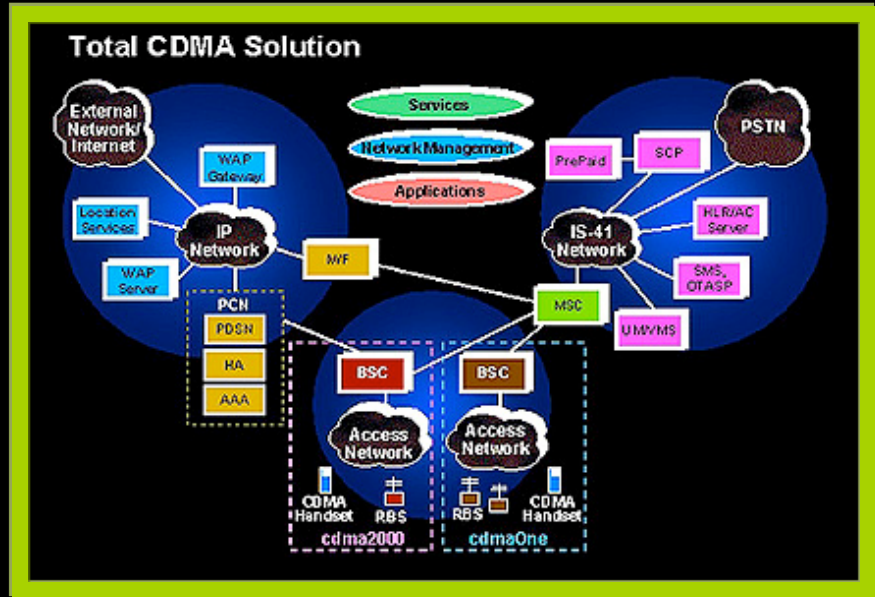 Total CDMA Solution
External
Network/
Internet
WAP
Gateway
Location
Services
IP
Network
WAP
Server
PCN
PDSN
HA
AAA
Services
Network Management
Applications
PSTN
PrePaid
SCP
IS-41
Network
HLR/AC
Server
SMS,
OTASP
UM/VMS
MSC
BSC
BSC
Access
Network
Access
Network
CDMA
Handset
RBS
RBS
CDMA
Handset
cdma2000
cdmaOne